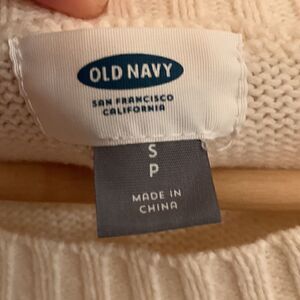 OLD NAVY
SAN FRANCISCO
CALIFORNIA
S
P
MADE IN
CHINA